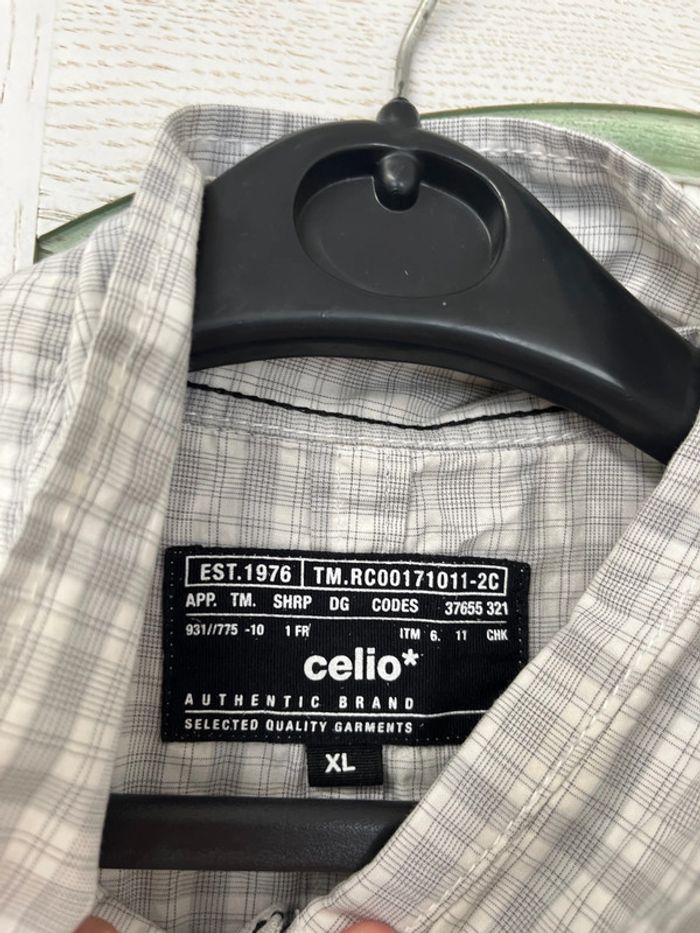 EST.1976 TM.RC00171011-2C
APP. TM. SHRP DG CODES 37655 321
931//775 -10 1 FR ITM 6. 11 CHK
celio*
AUTHENTIC BRAND
SELECTED QUALITY GARMENTS
XL